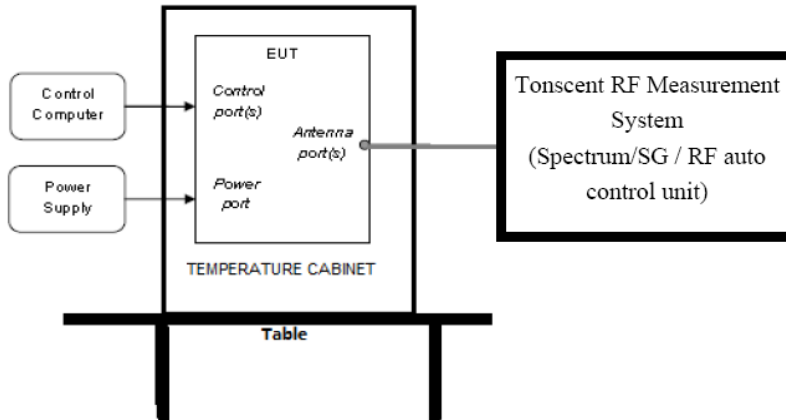 Control
Computer
Power
Supply
EUT
Control
port(s)
Antenna
port(s)
Power
port
TEMPERATURE CABINET
Table
Tonscent RF Measurement
System
(Spectrum/SG / RF auto
control unit)